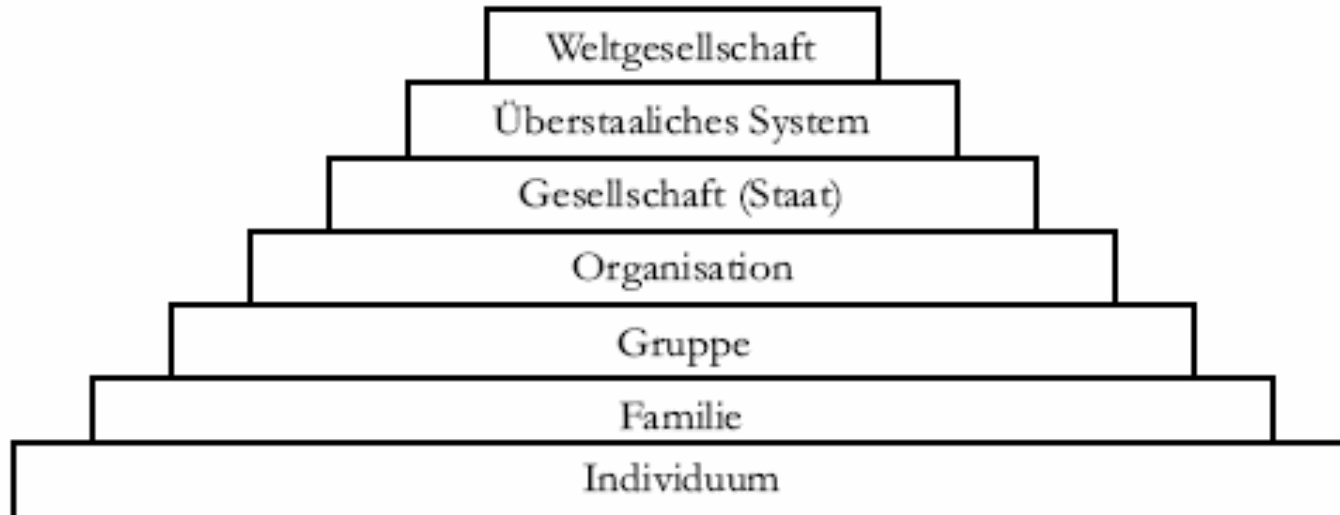 Weltgesellschaft
Überstaaliches System
Gesellschaft (Staat)
Organisation
Gruppe
Familie
Individuum